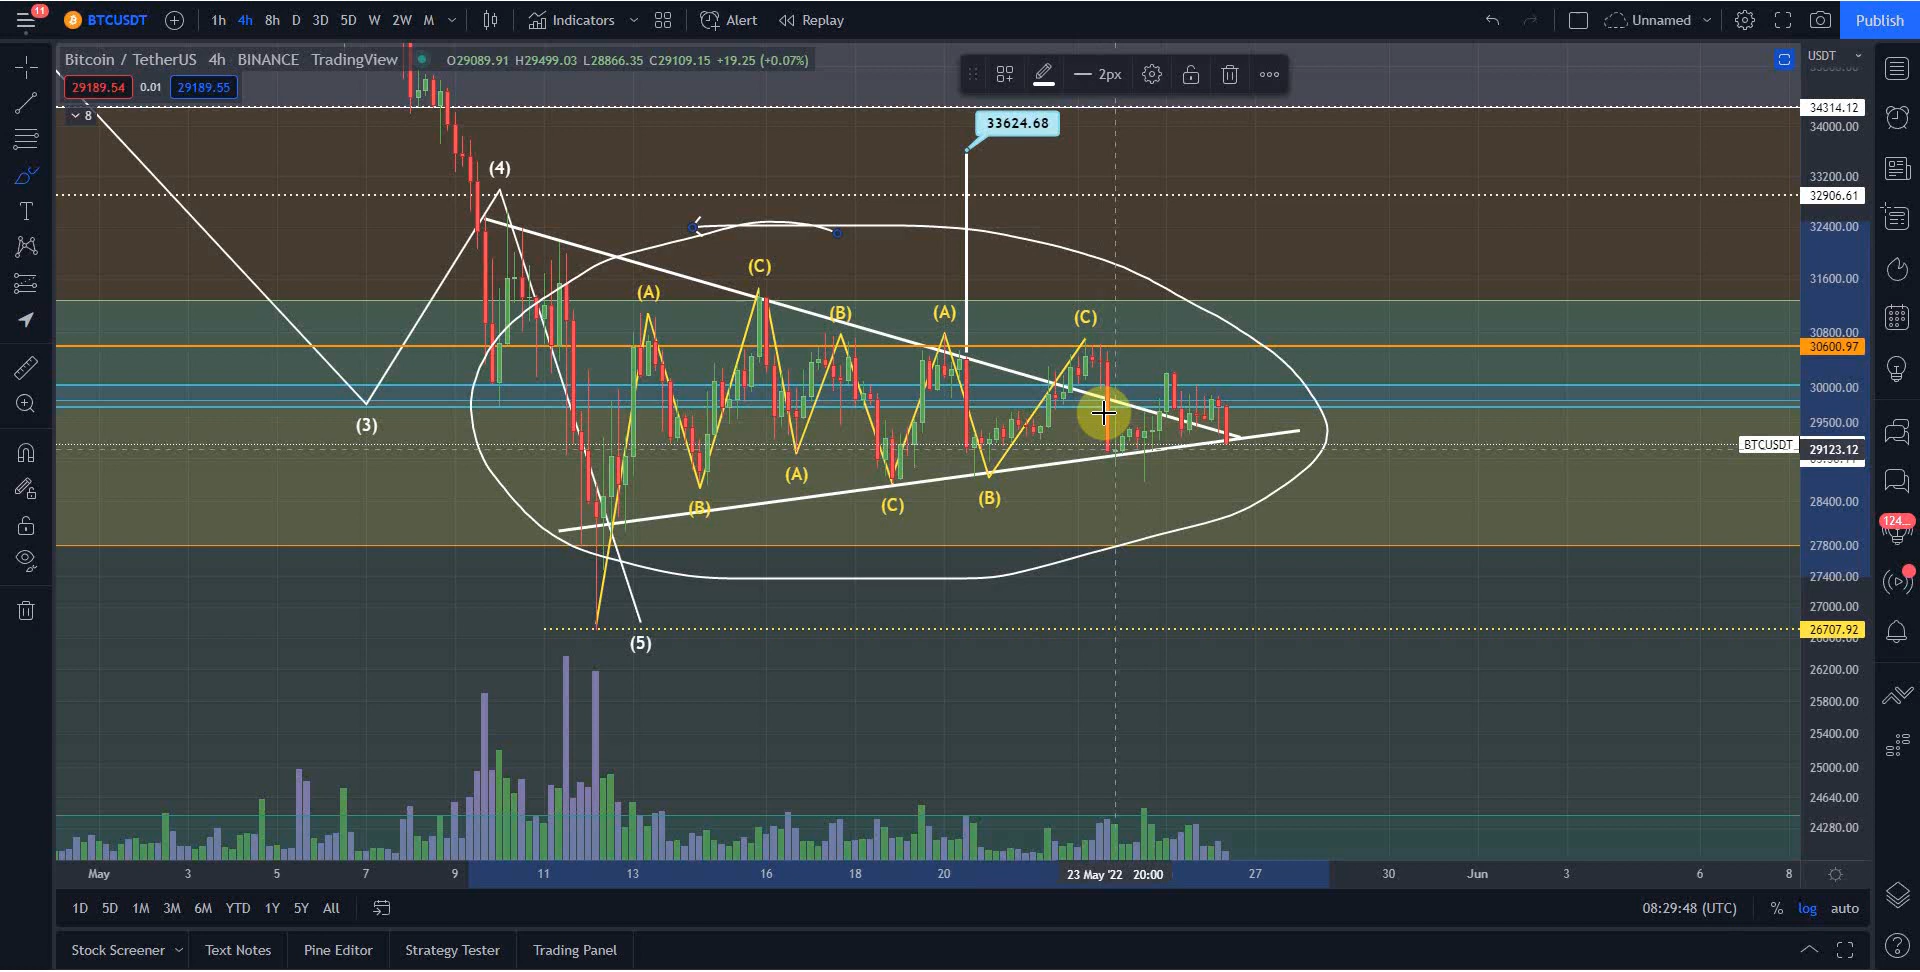 11
BTCUSDT 1h 4h 8h D 3D 5D W 2W M Indicators Alert Replay Unnamed Publish
Bitcoin / TetherUS 4h BINANCE TradingView O29089.91 H29499.03 L28866.35 C29109.15 +19.25 (+0.07%)
USDT
29189.54 0.01 29189.55
2px
8
33624.68
34314.12
34000.00
33200.00
32906.61
32400.00
31600.00
30800.00
30600.97
30000.00
29500.00
BTCUSDT
29123.12
28400.00
27800.00
27400.00
27000.00
26707.92
26200.00
25800.00
25400.00
25000.00
24640.00
24280.00
(4)
(C)
(A)
(B)
(A)
(C)
(3)
(A)
(B)
(C)
(B)
(5)
124...
May 3 5 7 9 11 13 16 18 20 23 May '22 20:00 27 30 Jun 3 6 8
1D 5D 1M 3M 6M YTD 1Y 5Y All 08:29:48 (UTC) % log auto
Stock Screener Text Notes Pine Editor Strategy Tester Trading Panel